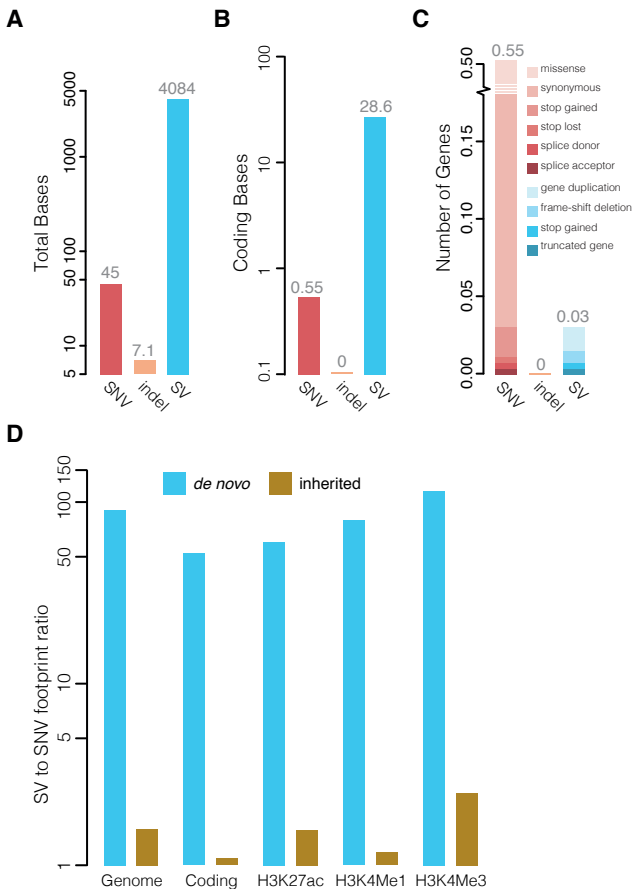 A
Total Bases
5000
1000
100
50
10
5
45
7.1
4084
SNV
indel
SV
B
Coding Bases
100
10
1
0.1
0.55
0
28.6
SNV
indel
SV
C
Number of Genes
0.50
0.15
0.10
0.05
0.00
0.55
0
0.03
SNV
indel
SV
missense
synonymous
stop gained
stop lost
splice donor
splice acceptor
gene duplication
frame-shift deletion
stop gained
truncated gene
D
SV to SNV footprint ratio
150
100
50
10
5
1
de novo
inherited
Genome
Coding
H3K27ac
H3K4Me1
H3K4Me3